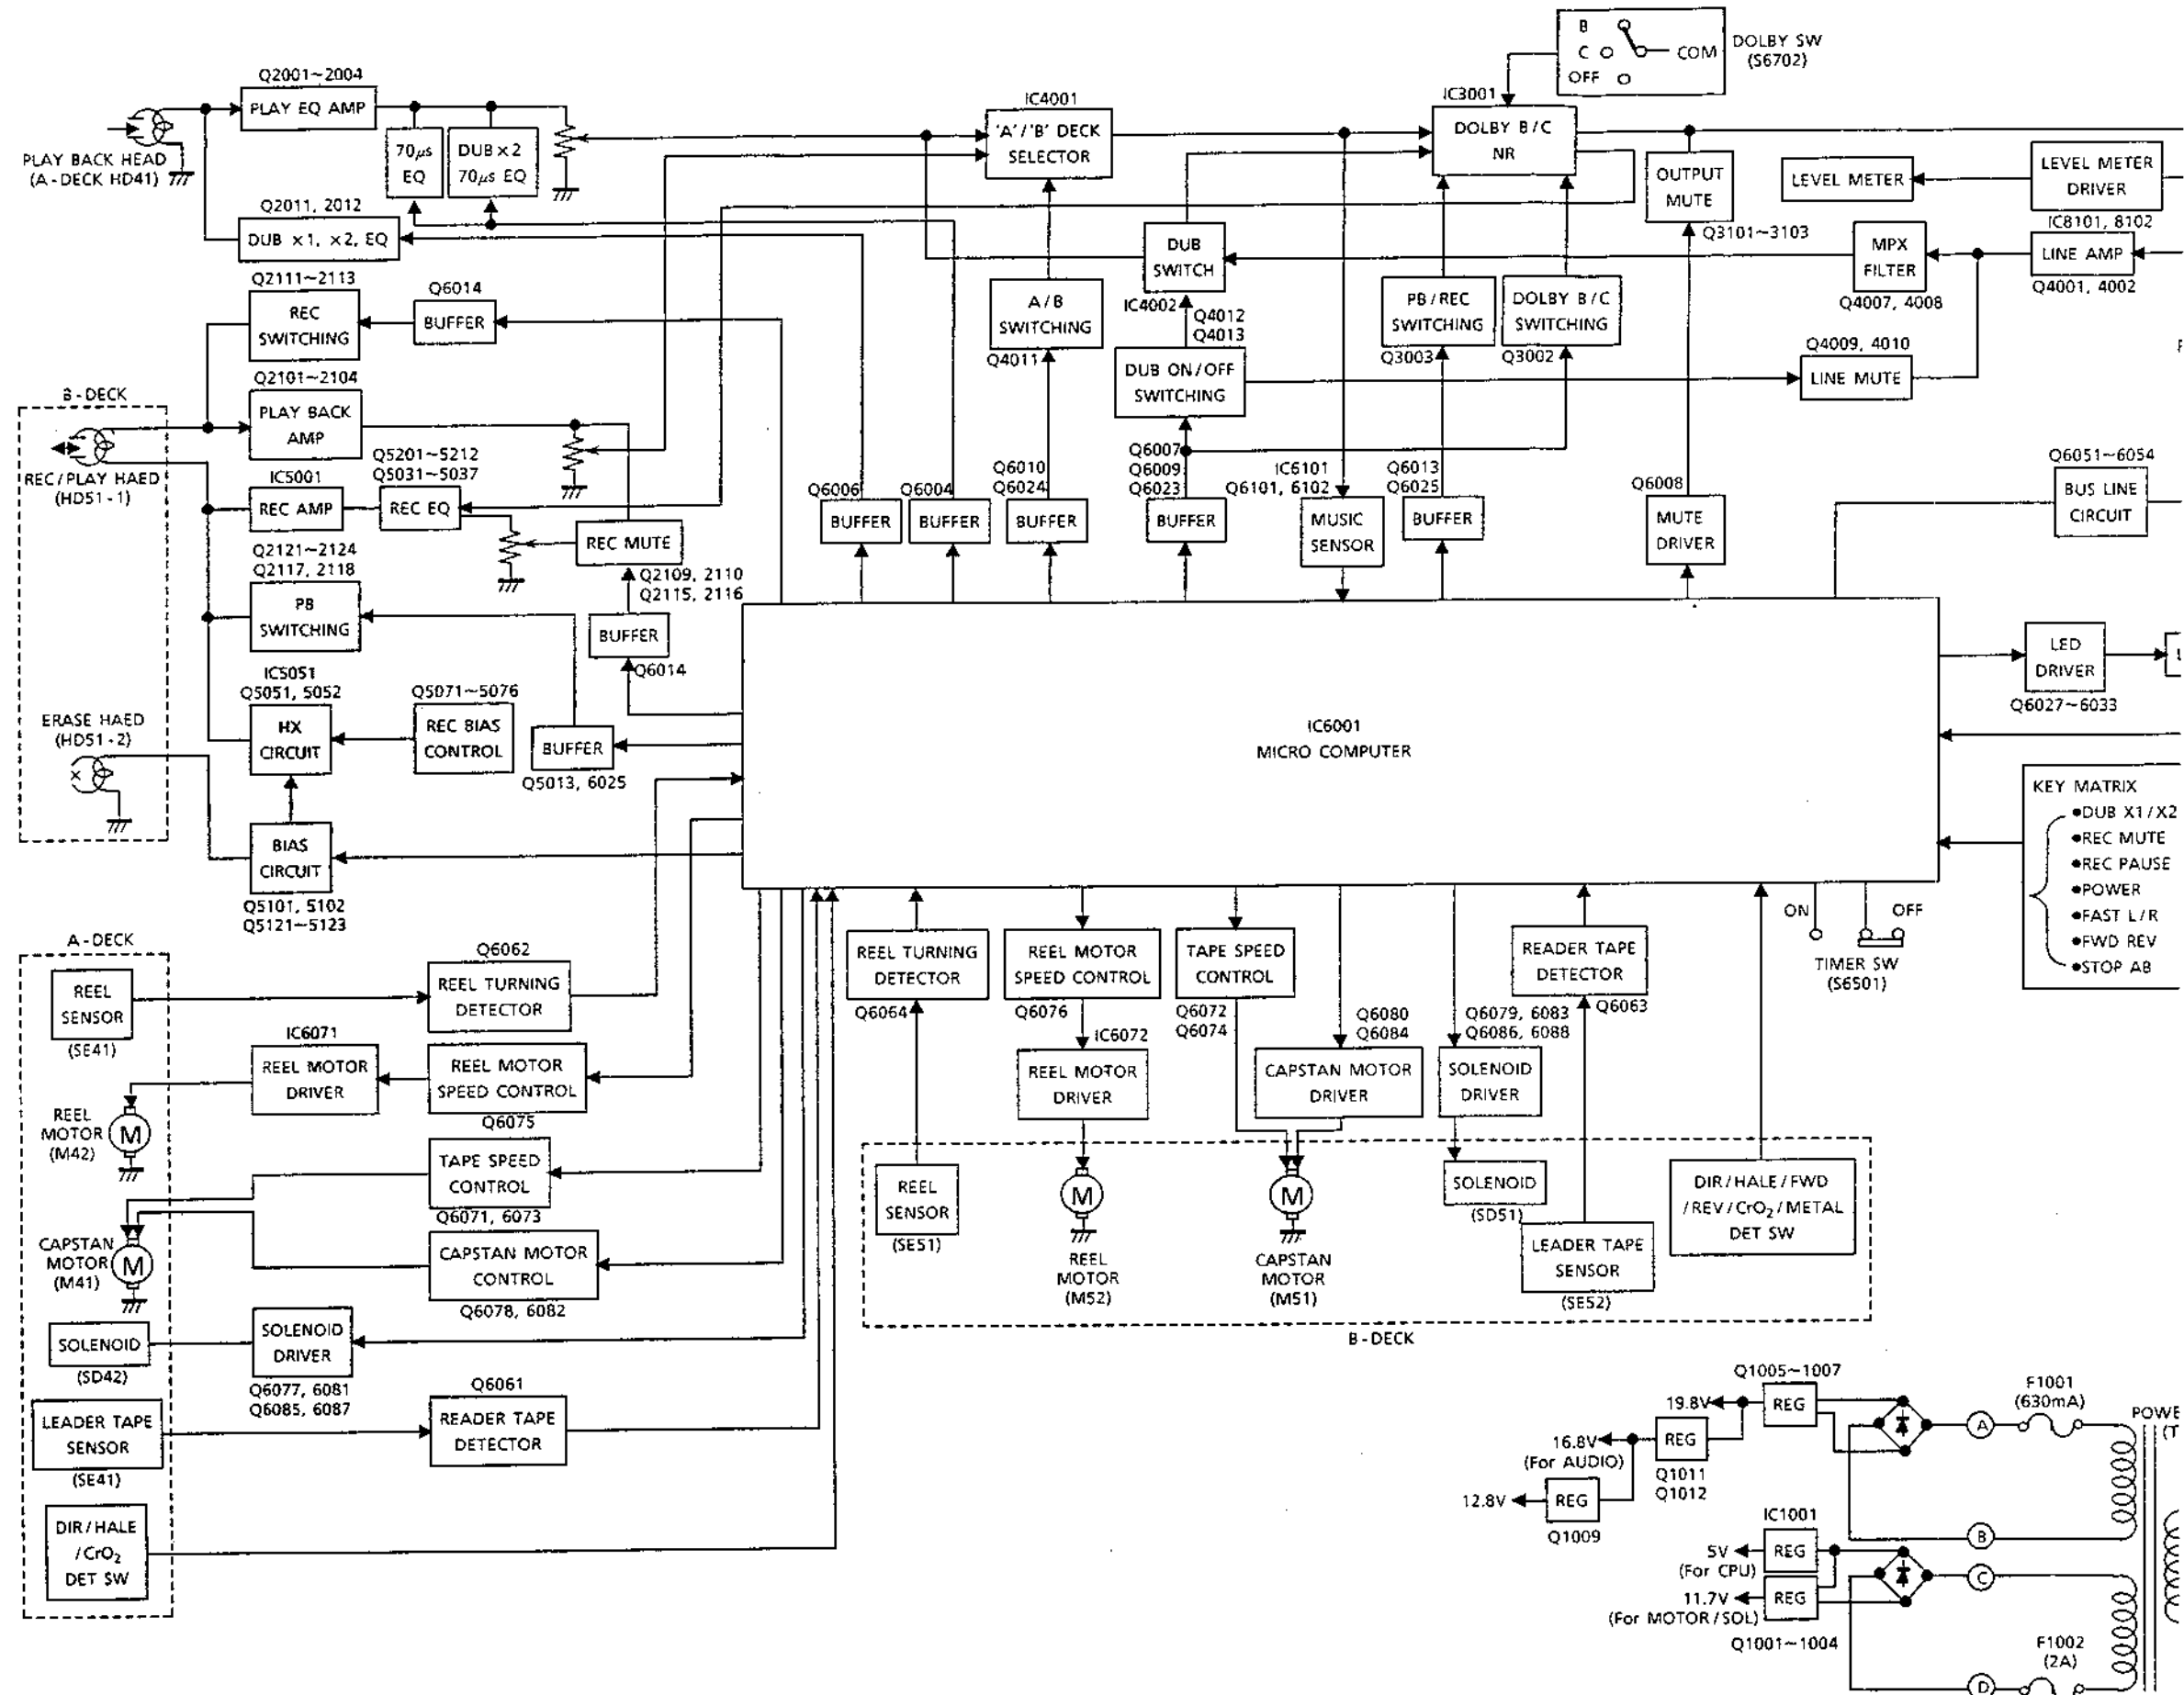 B
C
COM
OFF
DOLBY SW
(S6702)
Q2001~2004
PLAY EQ AMP
PLAY BACK HEAD
(A-DECK HD41)
70μs
EQ
DUB×2
70μs EQ
IC4001
'A'/'B' DECK
SELECTOR
IC3001
DOLBY B/C
NR
OUTPUT
MUTE
Q3101~3103
LEVEL METER
LEVEL METER
DRIVER
IC8101, 8102
Q2011, 2012
DUB ×1, ×2, EQ
DUB
SWITCH
IC4002
MPX
FILTER
Q4007, 4008
LINE AMP
Q4001, 4002
Q2111~2113
REC
SWITCHING
Q6014
BUFFER
A/B
SWITCHING
Q4011
Q4012
Q4013
PB/REC
SWITCHING
Q3003
DOLBY B/C
SWITCHING
Q3002
DUB ON/OFF
SWITCHING
Q4009, 4010
LINE MUTE
B-DECK
Q2101~2104
PLAY BACK
AMP
REC/PLAY HAED
(HD51-1)
IC5001
REC AMP
Q5201~5212
Q5031~5037
REC EQ
REC MUTE
Q2109, 2110
Q2115, 2116
Q6006
BUFFER
Q6004
BUFFER
Q6010
Q6024
BUFFER
Q6007
Q6009
Q6023
BUFFER
IC6101
Q6101, 6102
MUSIC
SENSOR
Q6013
Q6025
BUFFER
Q6008
MUTE
DRIVER
Q6051~6054
BUS LINE
CIRCUIT
Q2121~2124
Q2117, 2118
PB
SWITCHING
BUFFER
Q6014
IC5051
Q5051, 5052
HX
CIRCUIT
Q5071~5076
REC BIAS
CONTROL
BUFFER
Q5013, 6025
ERASE HAED
(HD51-2)
BIAS
CIRCUIT
Q5101, 5102
Q5121~5123
IC6001
MICRO COMPUTER
LED
DRIVER
Q6027~6033
KEY MATRIX
●DUB X1/X2
●REC MUTE
●REC PAUSE
●POWER
●FAST L/R
●FWD REV
●STOP AB
ON
OFF
TIMER SW
(S6501)
A-DECK
REEL
SENSOR
(SE41)
Q6062
REEL TURNING
DETECTOR
IC6071
REEL MOTOR
DRIVER
REEL MOTOR
SPEED CONTROL
Q6075
REEL
MOTOR
(M42)
M
TAPE SPEED
CONTROL
Q6071, 6073
CAPSTAN
MOTOR
(M41)
M
CAPSTAN MOTOR
CONTROL
Q6078, 6082
SOLENOID
(SD42)
SOLENOID
DRIVER
Q6077, 6081
Q6085, 6087
LEADER TAPE
SENSOR
(SE41)
Q6061
READER TAPE
DETECTOR
DIR/HALE
/CrO2
DET SW
REEL TURNING
DETECTOR
Q6064
REEL MOTOR
SPEED CONTROL
Q6076
TAPE SPEED
CONTROL
Q6072
Q6074
READER TAPE
DETECTOR
Q6063
IC6072
REEL MOTOR
DRIVER
Q6080
Q6084
CAPSTAN MOTOR
DRIVER
Q6079, 6083
Q6086, 6088
SOLENOID
DRIVER
REEL
SENSOR
(SE51)
M
REEL
MOTOR
(M52)
M
CAPSTAN
MOTOR
(M51)
SOLENOID
(SD51)
LEADER TAPE
SENSOR
(SE52)
DIR/HALE/FWD
/REV/CrO2/METAL
DET SW
B-DECK
Q1005~1007
REG
19.8V
16.8V
(For AUDIO)
REG
Q1011
Q1012
12.8V
REG
Q1009
F1001
(630mA)
A
B
IC1001
REG
5V
(For CPU)
REG
11.7V
(For MOTOR/SOL)
Q1001~1004
C
D
F1002
(2A)